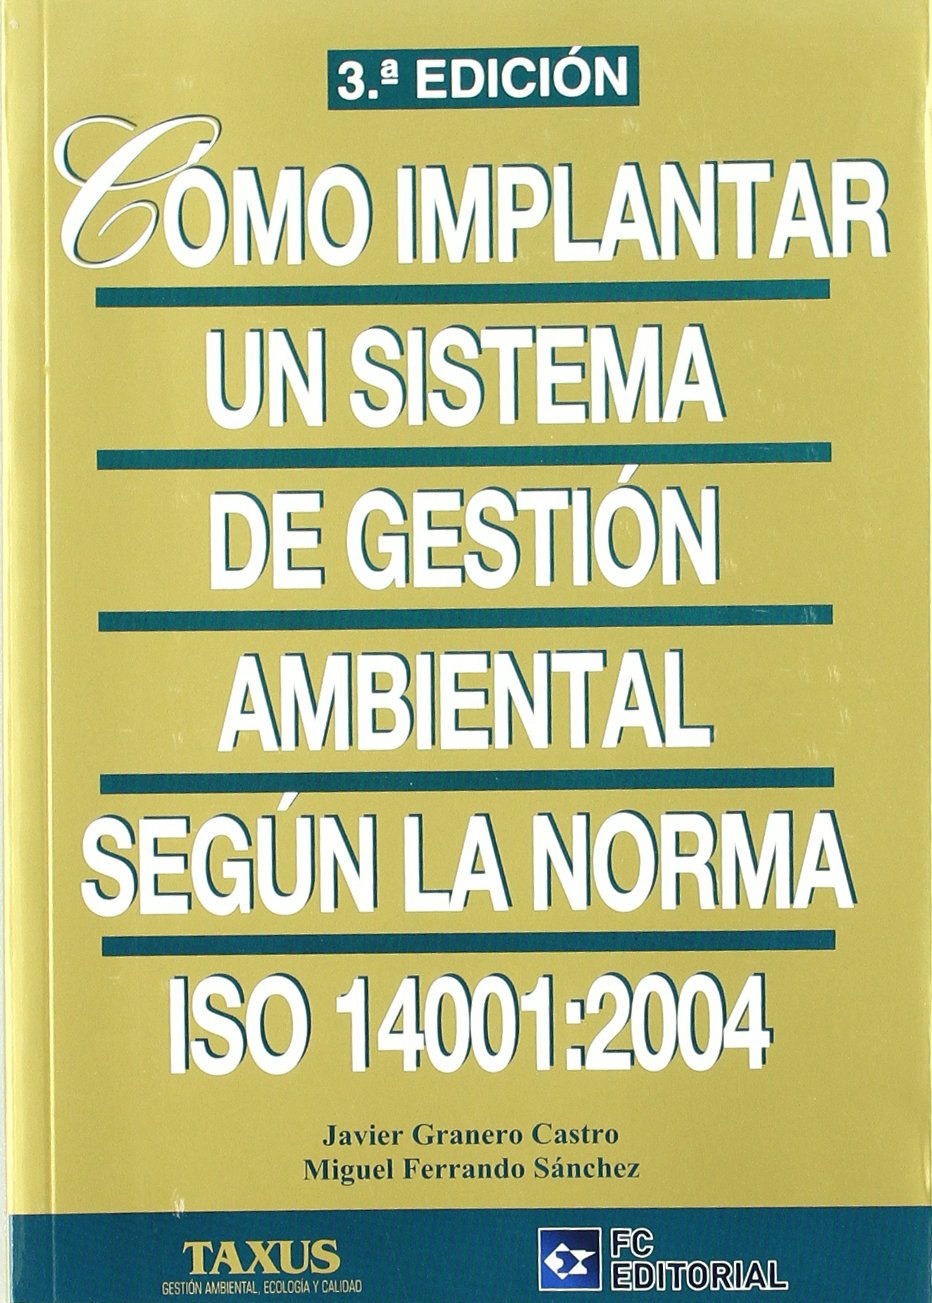 3.ª EDICIÓN
CÓMO IMPLANTAR
UN SISTEMA
DE GESTIÓN
AMBIENTAL
SEGÚN LA NORMA
ISO 14001:2004
Javier Granero Castro
Miguel Ferrando Sánchez
TAXUS
GESTIÓN AMBIENTAL, ECOLOGÍA Y CALIDAD
FC
EDITORIAL